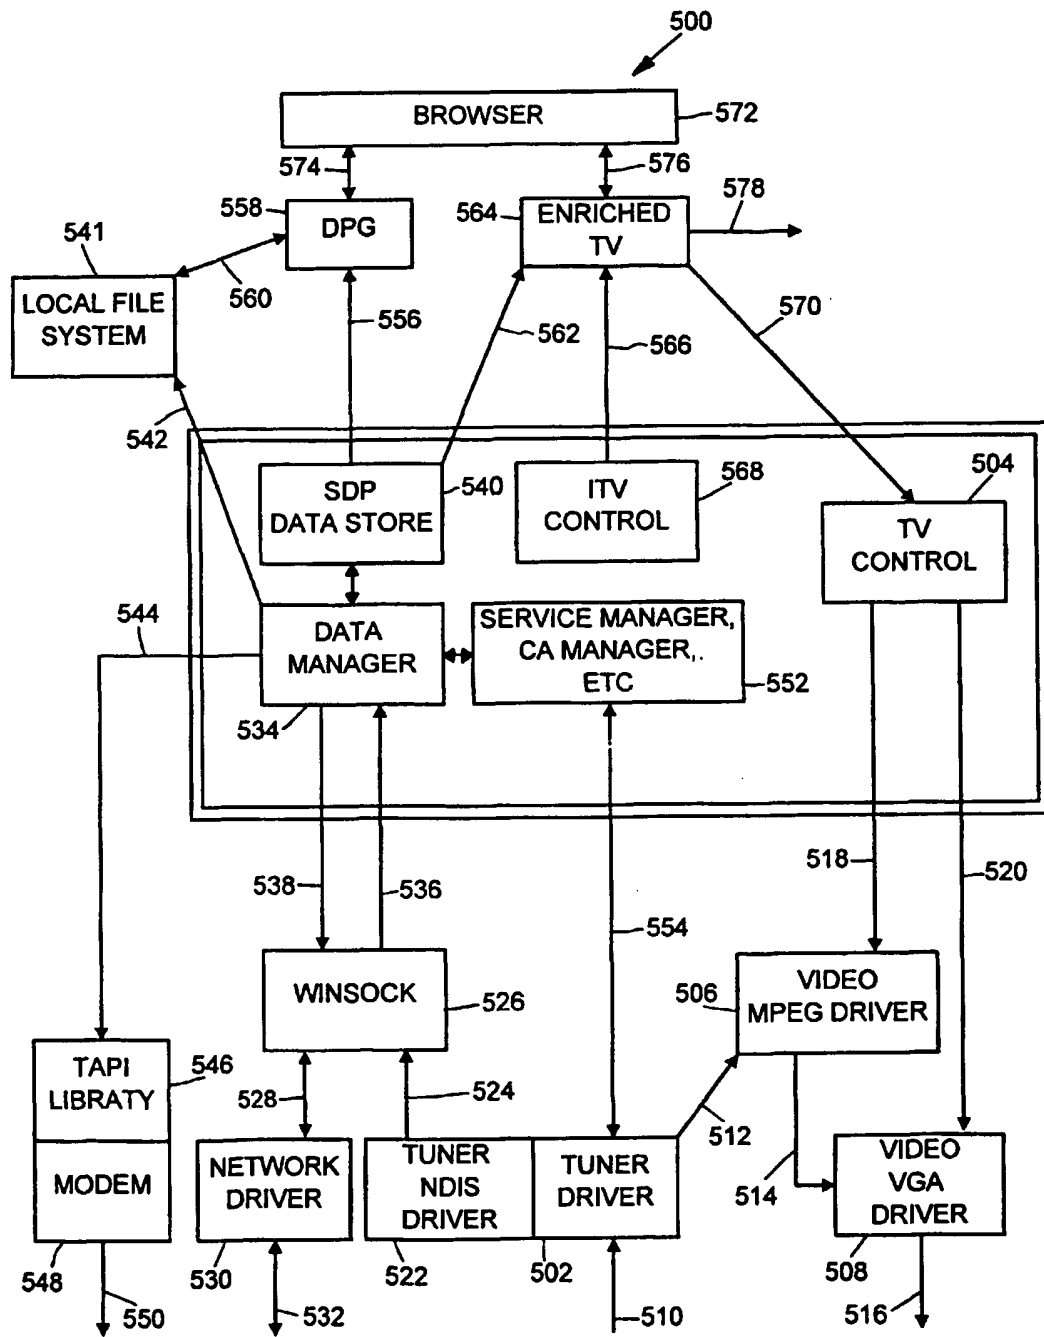 500
BROWSER
572
574
576
558
DPG
564
ENRICHED
TV
578
541
LOCAL FILE
SYSTEM
560
556
562
566
570
542
SDP
DATA STORE
540
ITV
CONTROL
568
504
TV
CONTROL
544
DATA
MANAGER
534
SERVICE MANAGER,
CA MANAGER,.
ETC
552
538
536
554
518
520
WINSOCK
526
506
VIDEO
MPEG DRIVER
TAPI
LIBRATY
546
528
524
512
514
MODEM
548
550
NETWORK
DRIVER
530
532
TUNER
NDIS
DRIVER
522
TUNER
DRIVER
502
510
VIDEO
VGA
DRIVER
508
516